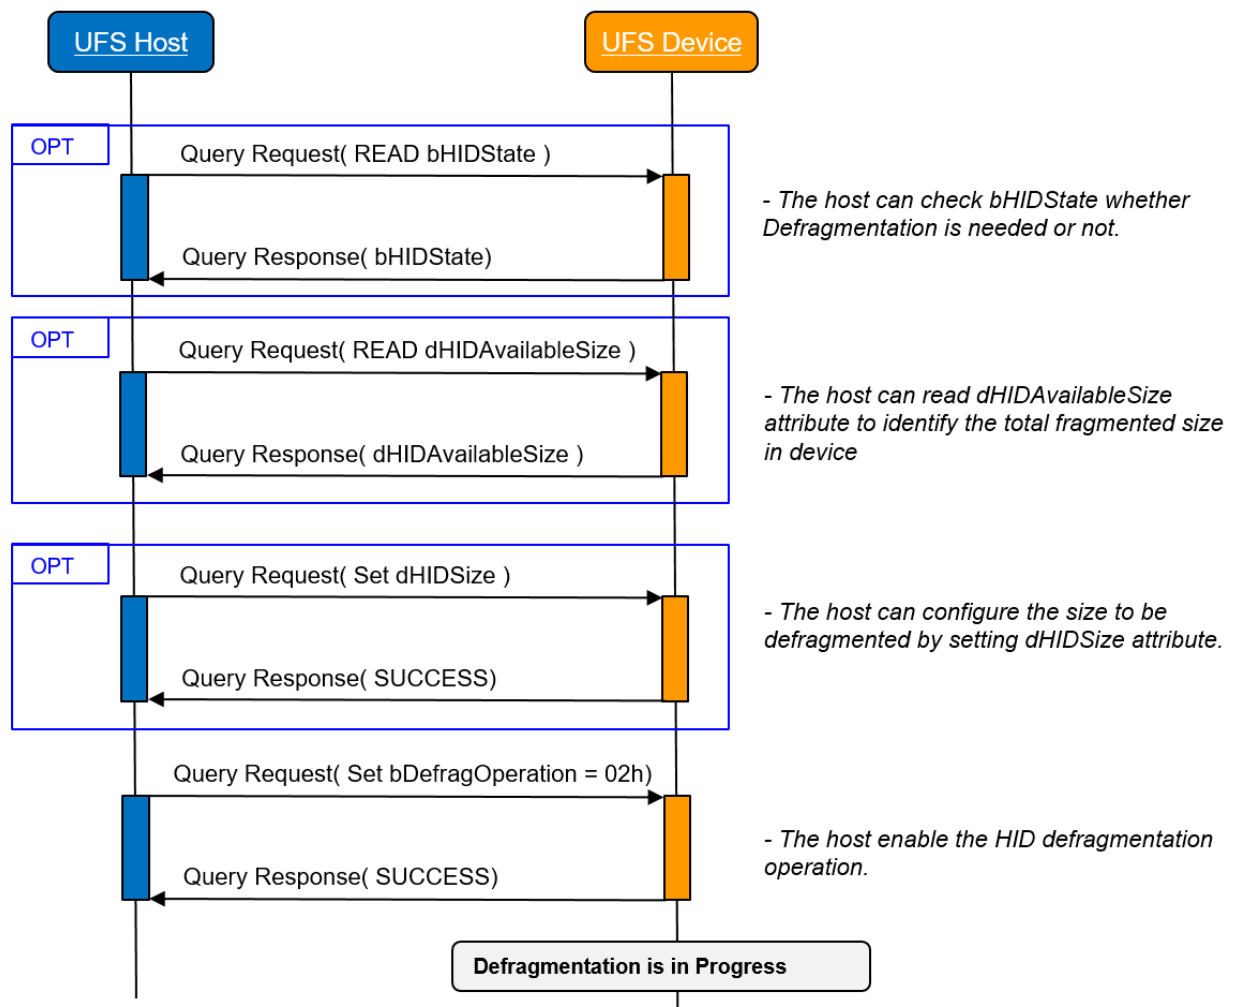 UFS Host
UFS Device
OPT
Query Request( READ bHIDState )
- The host can check bHIDState whether
Defragmentation is needed or not.
Query Response( bHIDState)
OPT
Query Request( READ dHIDAvailableSize )
- The host can read dHIDAvailableSize
attribute to identify the total fragmented size
in device
Query Response( dHIDAvailableSize )
OPT
Query Request( Set dHIDSize )
- The host can configure the size to be
defragmented by setting dHIDSize attribute.
Query Response( SUCCESS)
Query Request( Set bDefragOperation = 02h)
- The host enable the HID defragmentation
operation.
Query Response( SUCCESS)
Defragmentation is in Progress